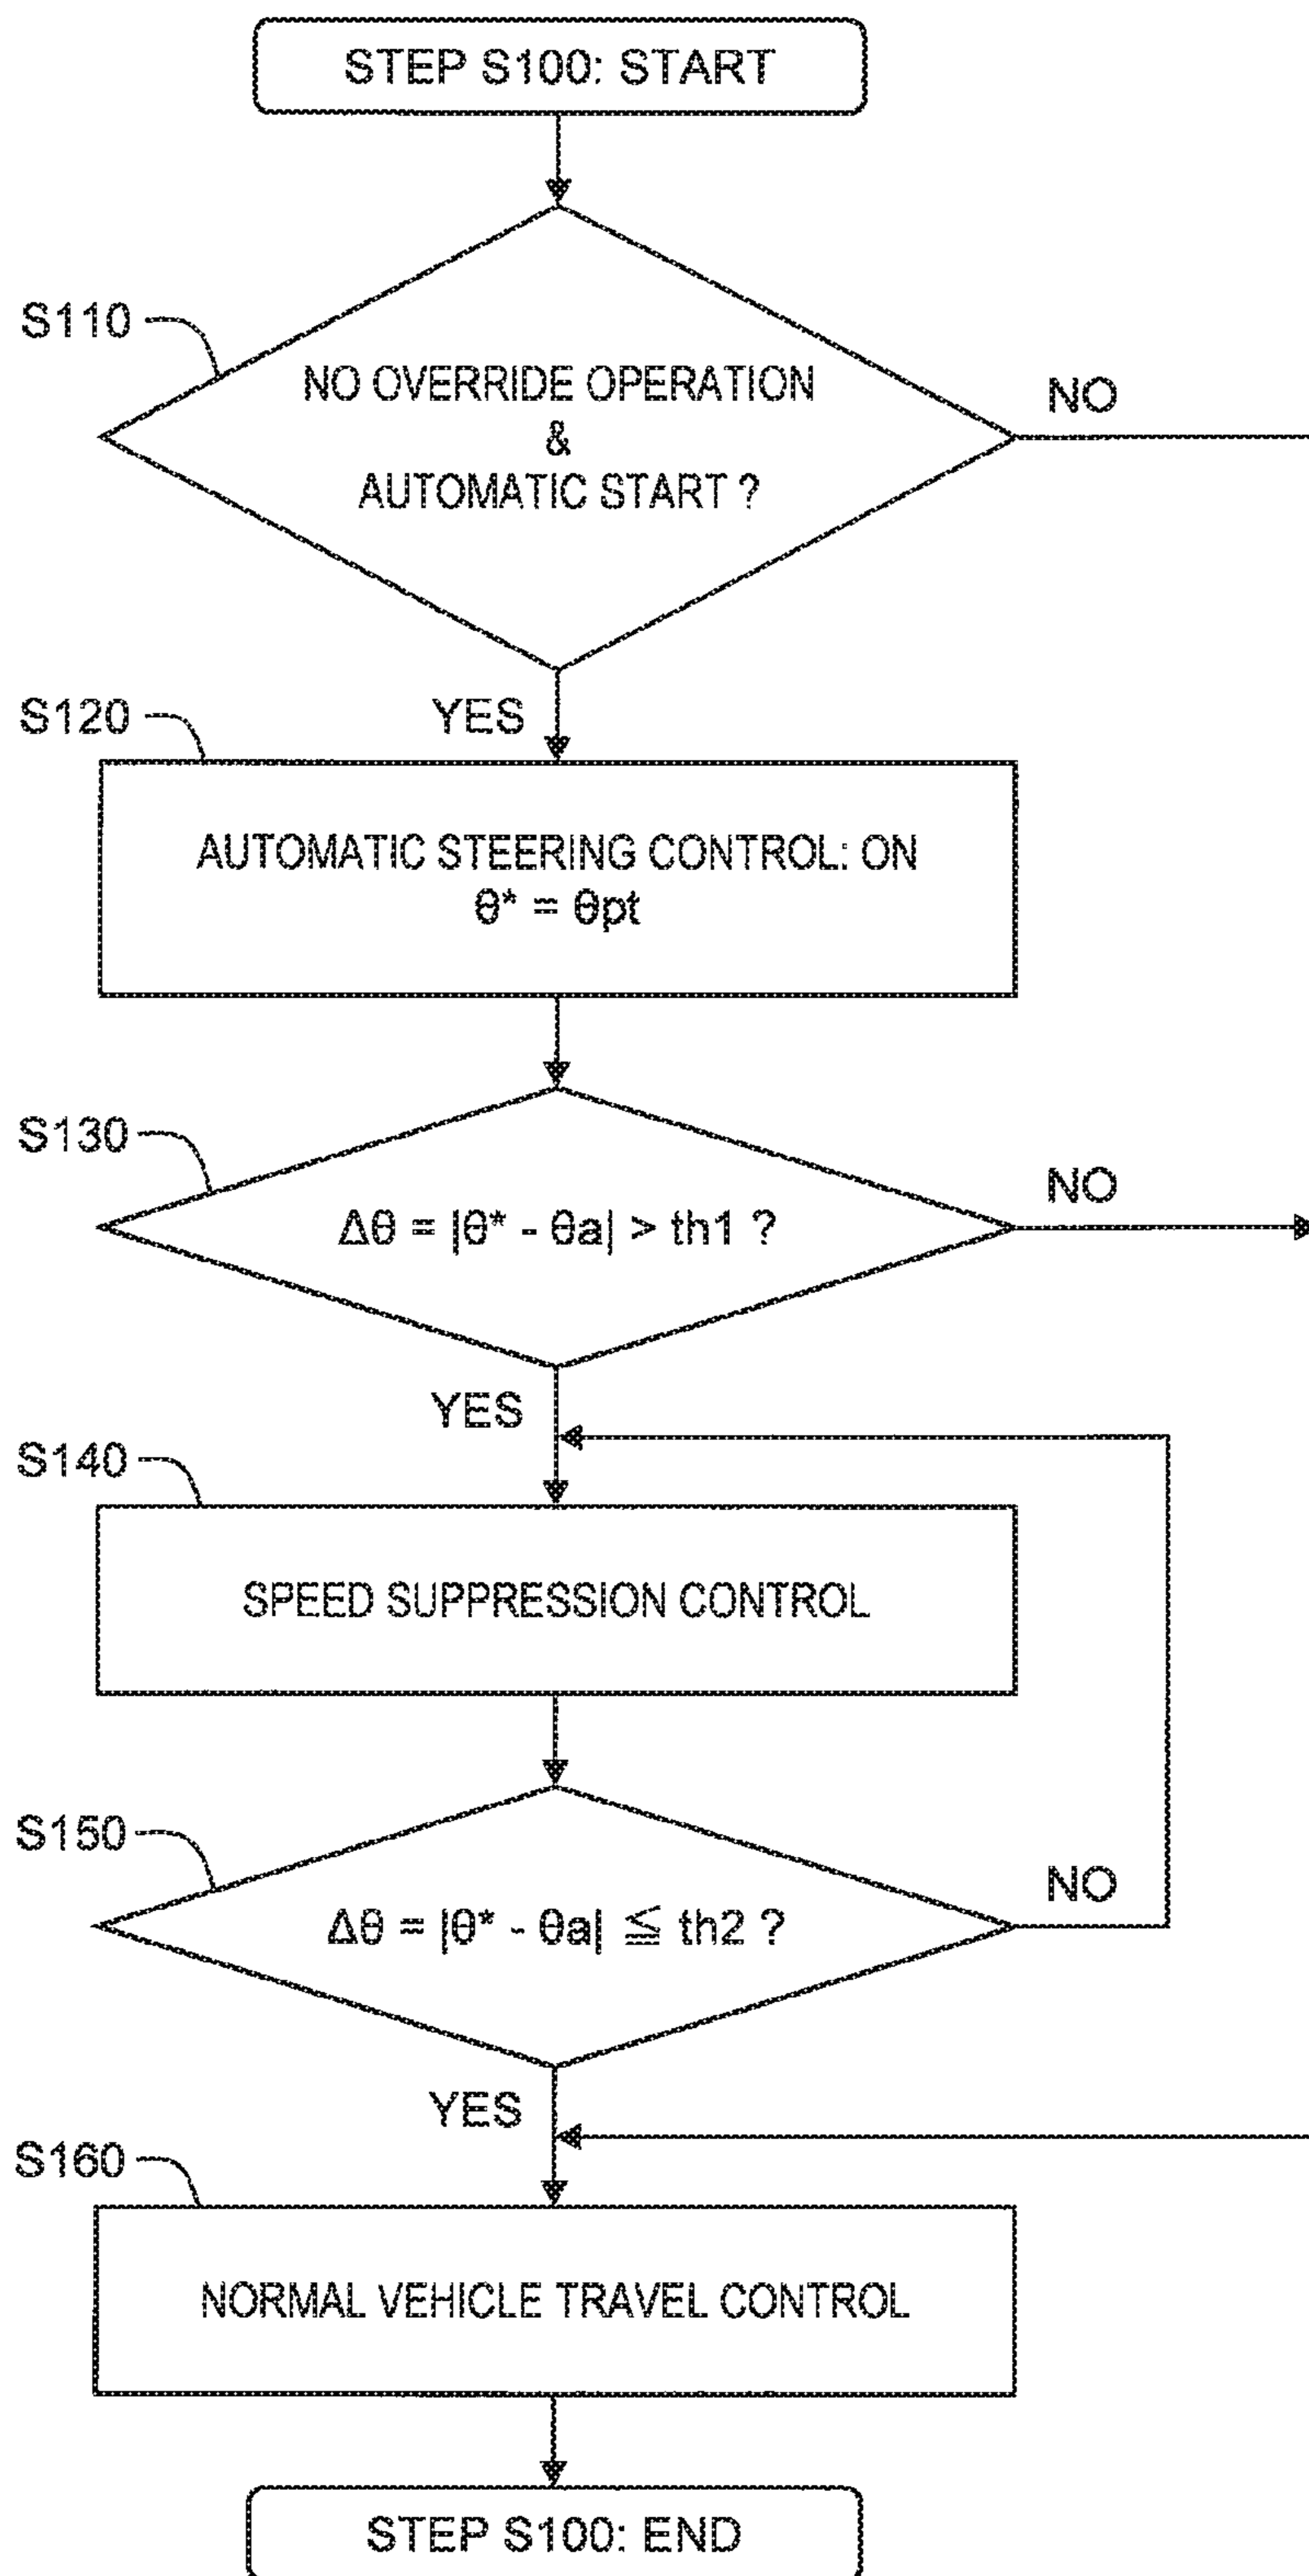 STEP S100: START
S110
NO OVERRIDE OPERATION
&
AUTOMATIC START ?
NO
YES
S120
AUTOMATIC STEERING CONTROL: ON
θ* = θpt
S130
Δθ = |θ* - θa| > th1 ?
NO
YES
S140
SPEED SUPPRESSION CONTROL
S150
Δθ = |θ* - θa| ≦ th2 ?
NO
YES
S160
NORMAL VEHICLE TRAVEL CONTROL
STEP S100: END